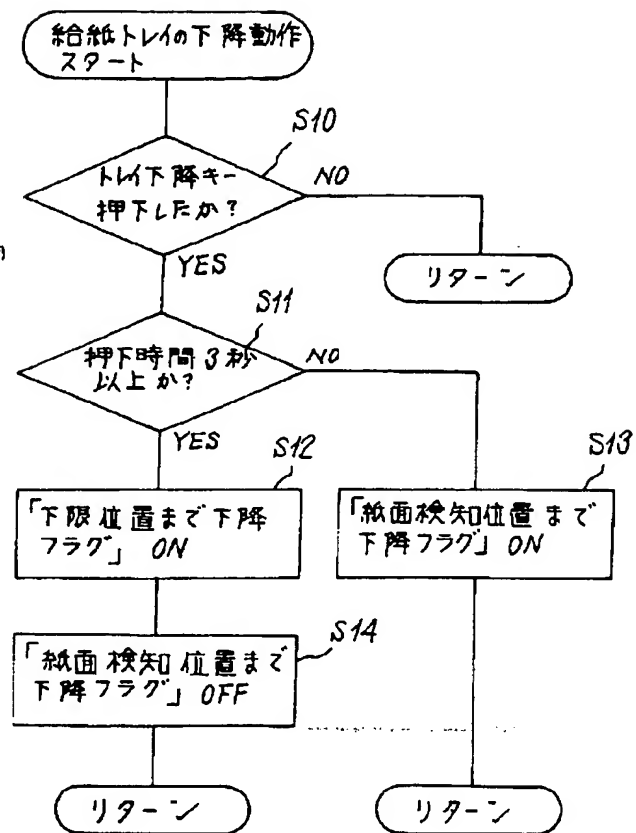 給紙トレイの下降動作
スタート
S10
トレイ下降キー
押下したか?
NO
YES
リターン
S11
押下時間3秒
以上か?
NO
YES
S12
「下限位置まで下降
フラグ」ON
S13
「紙面検知位置まで
下降フラグ」ON
S14
「紙面検知位置まで
下降フラグ」OFF
リターン
リターン